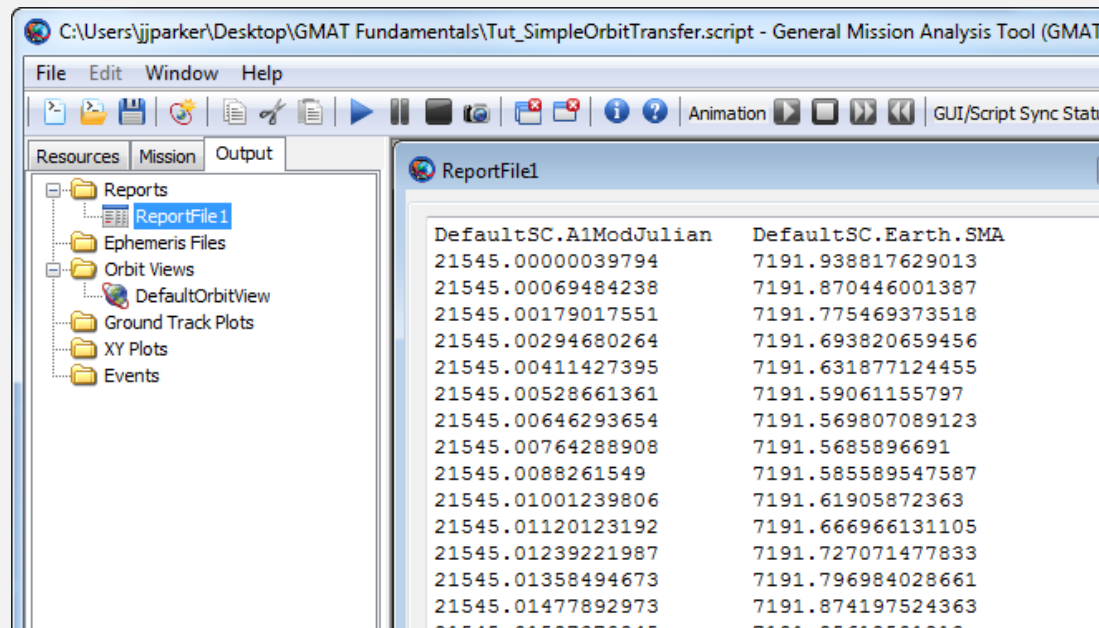 C:\Users\jjparker\Desktop\GMAT Fundamentals\Tut_SimpleOrbitTransfer.script - General Mission Analysis Tool (GMAT
File Edit Window Help
Animation GUI/Script Sync Statu
Resources Mission Output
Reports
ReportFile1
Ephemeris Files
Orbit Views
DefaultOrbitView
Ground Track Plots
XY Plots
Events
ReportFile1
DefaultSC.A1ModJulian DefaultSC.Earth.SMA
21545.00000039794 7191.938817629013
21545.00069484238 7191.870446001387
21545.00179017551 7191.775469373518
21545.00294680264 7191.693820659456
21545.00411427395 7191.631877124455
21545.00528661361 7191.59061155797
21545.00646293654 7191.569807089123
21545.00764288908 7191.5685896691
21545.0088261549 7191.585589547587
21545.01001239806 7191.61905872363
21545.01120123192 7191.666966131105
21545.01239221987 7191.727071477833
21545.01358494673 7191.796984028661
21545.01477892973 7191.874197524363